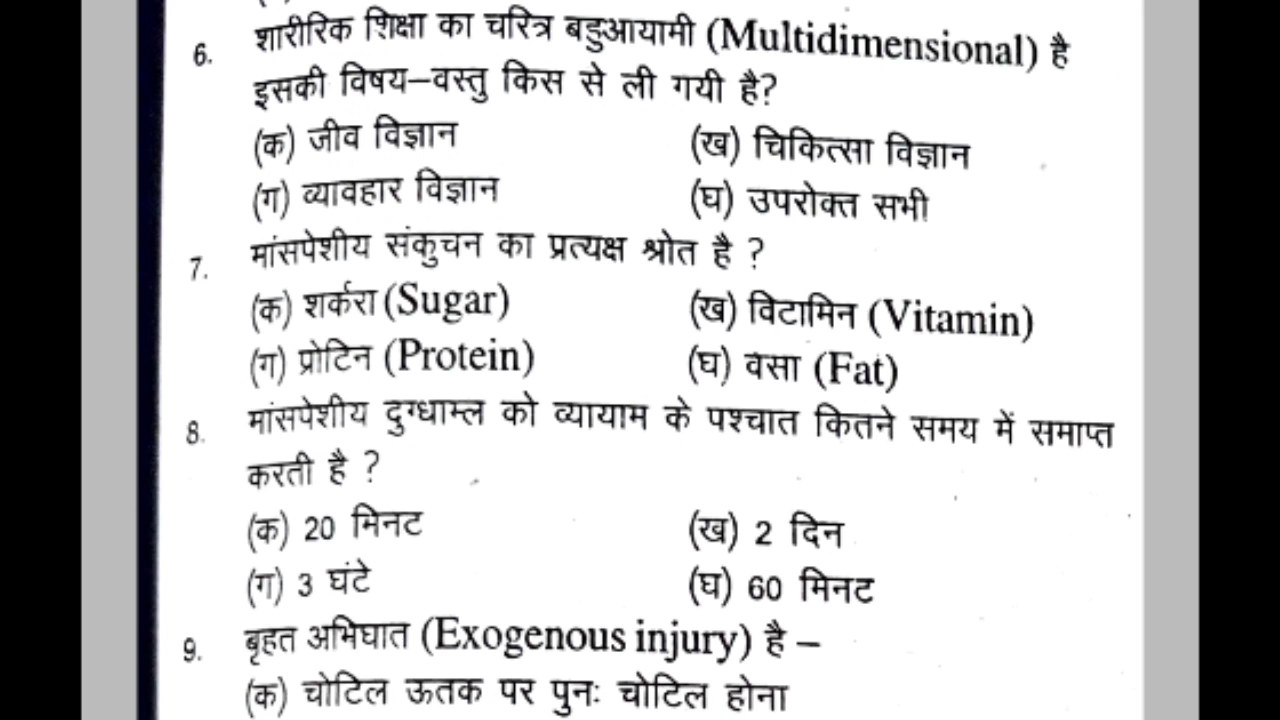 6. शारीरिक शिक्षा का चरित्र बहुआयामी (Multidimensional) है
इसकी विषय–वस्तु किस से ली गयी है?
(क) जीव विज्ञान (ख) चिकित्सा विज्ञान
(ग) व्यावहार विज्ञान (घ) उपरोक्त सभी
7. मांसपेशीय संकुचन का प्रत्यक्ष श्रोत है ?
(क) शर्करा (Sugar) (ख) विटामिन (Vitamin)
(ग) प्रोटिन (Protein) (घ) वसा (Fat)
8. मांसपेशीय दुग्धाम्ल को व्यायाम के पश्चात कितने समय में समाप्त
करती है ?
(क) 20 मिनट (ख) 2 दिन
(ग) 3 घंटे (घ) 60 मिनट
9. बृहत अभिघात (Exogenous injury) है –
(क) चोटिल ऊतक पर पुनः चोटिल होना